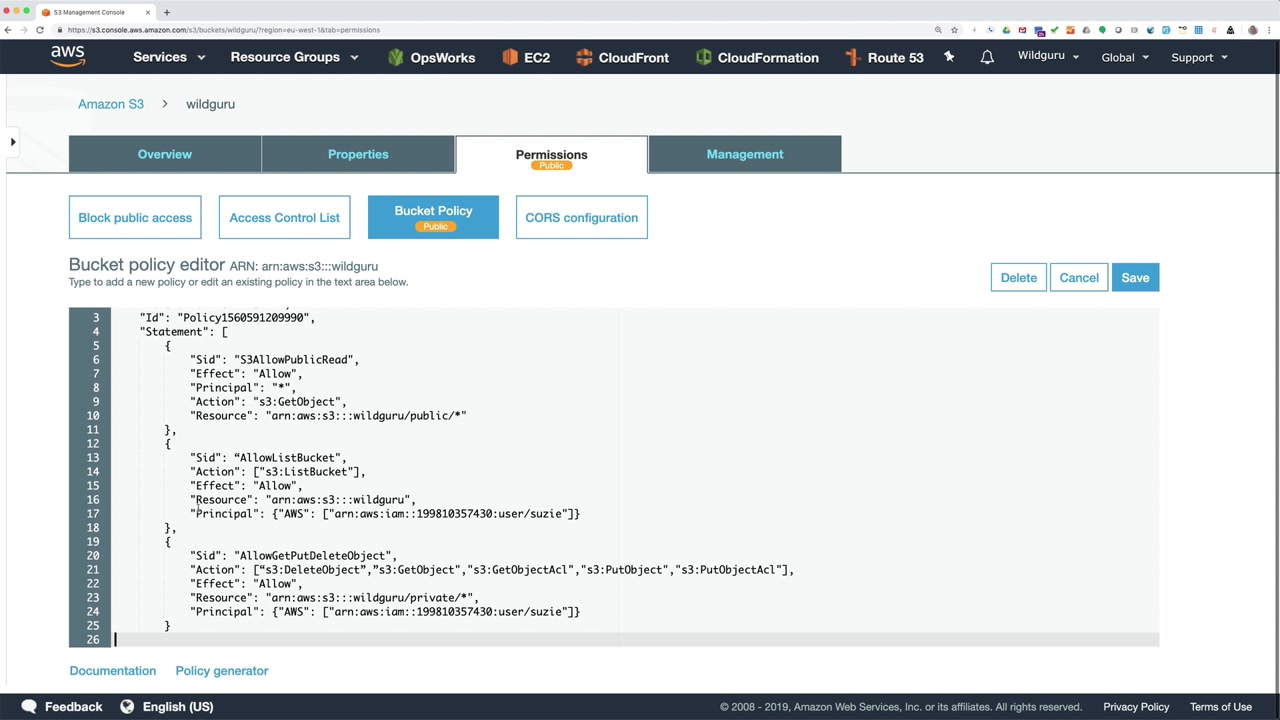 S3 Management Console
https://s3.console.aws.amazon.com/s3/buckets/wildguru/?region=eu-west-1&tab=permissions
aws Services Resource Groups OpsWorks EC2 CloudFront CloudFormation Route 53 Wildguru Global Support
Amazon S3 > wildguru
Overview Properties Permissions Management
Public
Block public access Access Control List Bucket Policy CORS configuration
Public
Bucket policy editor ARN: arn:aws:s3:::wildguru
Type to add a new policy or edit an existing policy in the text area below.
Delete Cancel Save
3 "Id": "Policy1560591209990",
4 "Statement": [
5 {
6 "Sid": "S3AllowPublicRead",
7 "Effect": "Allow",
8 "Principal": "*",
9 "Action": "s3:GetObject",
10 "Resource": "arn:aws:s3:::wildguru/public/*"
11 },
12 {
13 "Sid": “AllowListBucket",
14 "Action": ["s3:ListBucket"],
15 "Effect": "Allow",
16 "Resource": "arn:aws:s3:::wildguru",
17 "Principal": {"AWS": ["arn:aws:iam::199810357430:user/suzie"]}
18 },
19 {
20 "Sid": "AllowGetPutDeleteObject",
21 "Action": [“s3:DeleteObject”,”s3:GetObject","s3:GetObjectAcl","s3:PutObject","s3:PutObjectAcl"],
22 "Effect": "Allow",
23 "Resource": "arn:aws:s3:::wildguru/private/*",
24 "Principal": {"AWS": ["arn:aws:iam::199810357430:user/suzie"]}
25 }
26
Documentation Policy generator
Feedback English (US) © 2008 - 2019, Amazon Web Services, Inc. or its affiliates. All rights reserved. Privacy Policy Terms of Use